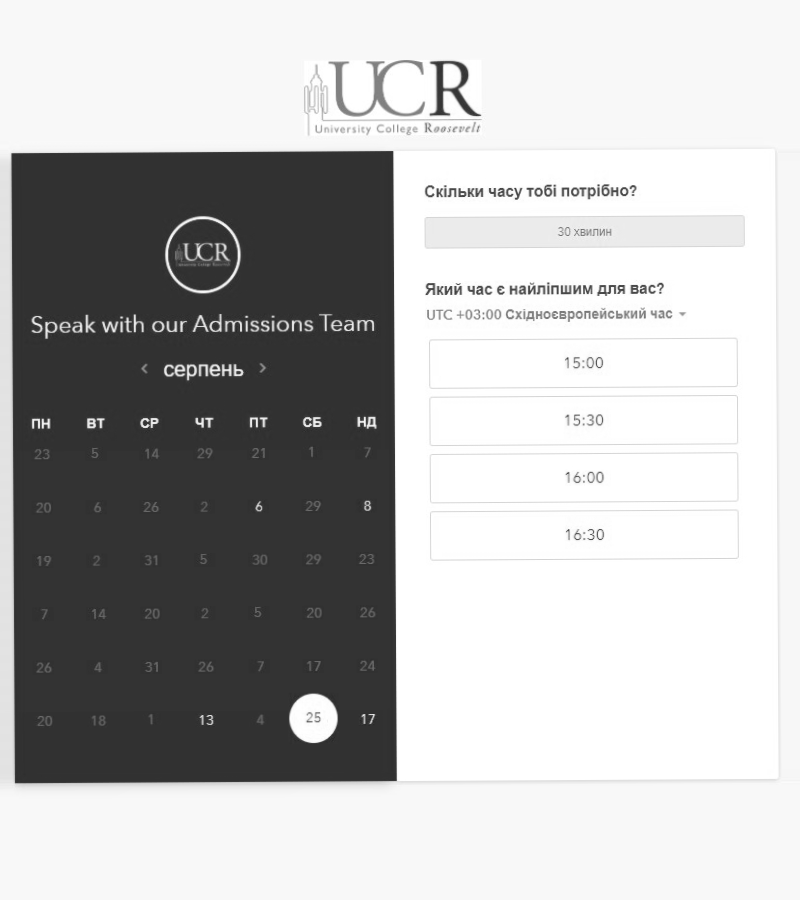 UCR
University College Roosevelt
UCR
University College Roosevelt
Speak with our Admissions Team
серпень
ПН ВТ СР ЧТ ПТ СБ НД
23 5 14 29 21 1 7
20 6 26 2 6 29 8
19 2 31 5 30 29 23
7 14 20 2 5 20 26
26 4 31 26 7 17 24
20 18 1 13 4 25 17
Скільки часу тобі потрібно?
30 хвилин
Який час є найліпшим для вас?
UTC +03:00 Східноєвропейський час
15:00
15:30
16:00
16:30